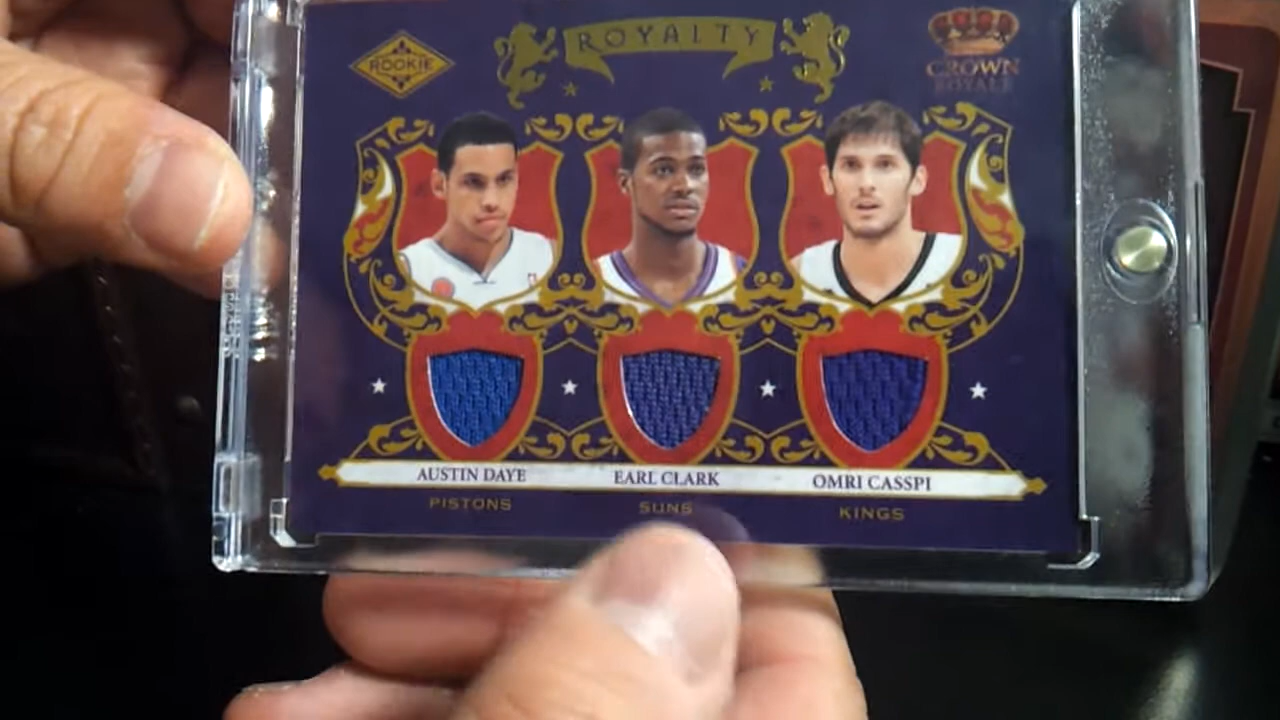 ROOKIE
ROYALTY
CROWN
ROYALE
AUSTIN DAYE
EARL CLARK
OMRI CASSPI
PISTONS
SUNS
KINGS